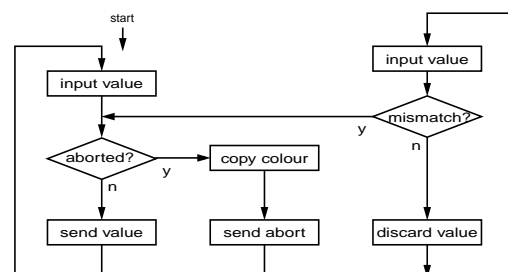 start
input value
input value
mismatch?
y
n
aborted?
y
n
copy colour
send value
send abort
discard value